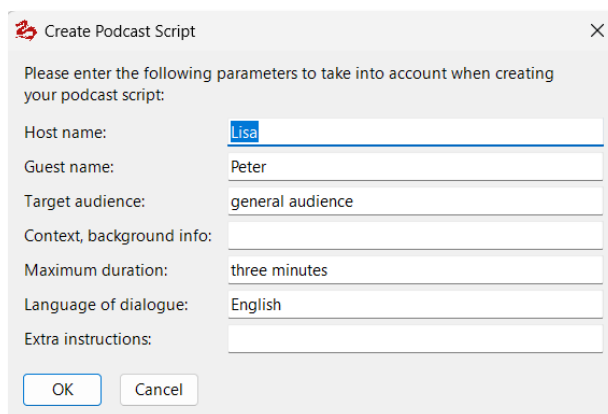 Create Podcast Script
Please enter the following parameters to take into account when creating
your podcast script:
Host name: Lisa
Guest name: Peter
Target audience: general audience
Context, background info:
Maximum duration: three minutes
Language of dialogue: English
Extra instructions:
OK Cancel